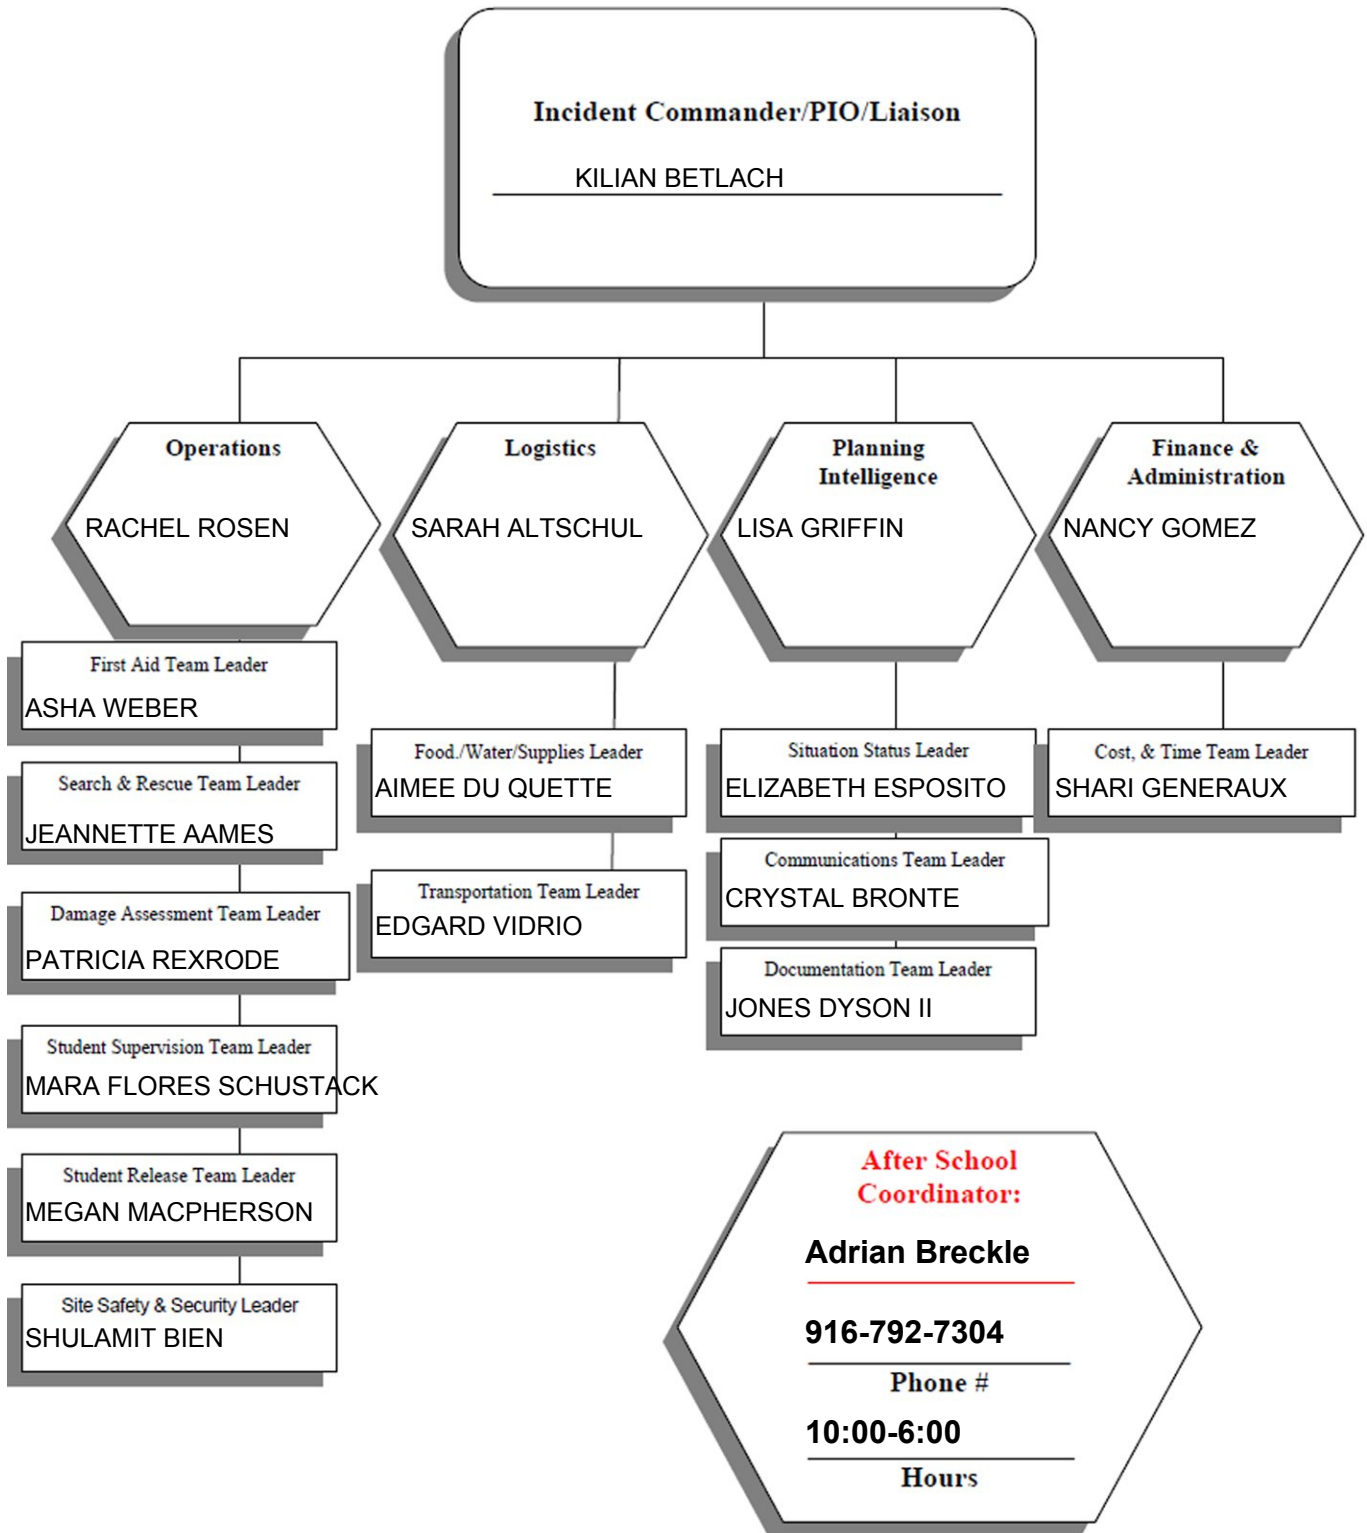 Incident Commander/PIO/Liaison
KILIAN BETLACH
Operations
RACHEL ROSEN
Logistics
SARAH ALTSCHUL
Planning
Intelligence
LISA GRIFFIN
Finance &
Administration
NANCY GOMEZ
First Aid Team Leader
ASHA WEBER
Search & Rescue Team Leader
JEANNETTE AAMES
Damage Assessment Team Leader
PATRICIA REXRODE
Student Supervision Team Leader
MARA FLORES SCHUSTACK
Student Release Team Leader
MEGAN MACPHERSON
Site Safety & Security Leader
SHULAMIT BIEN
Food./Water/Supplies Leader
AIMEE DU QUETTE
Transportation Team Leader
EDGARD VIDRIO
Situation Status Leader
ELIZABETH ESPOSITO
Communications Team Leader
CRYSTAL BRONTE
Documentation Team Leader
JONES DYSON II
Cost, & Time Team Leader
SHARI GENERAUX
After School
Coordinator:
Adrian Breckle
916-792-7304
Phone #
10:00-6:00
Hours